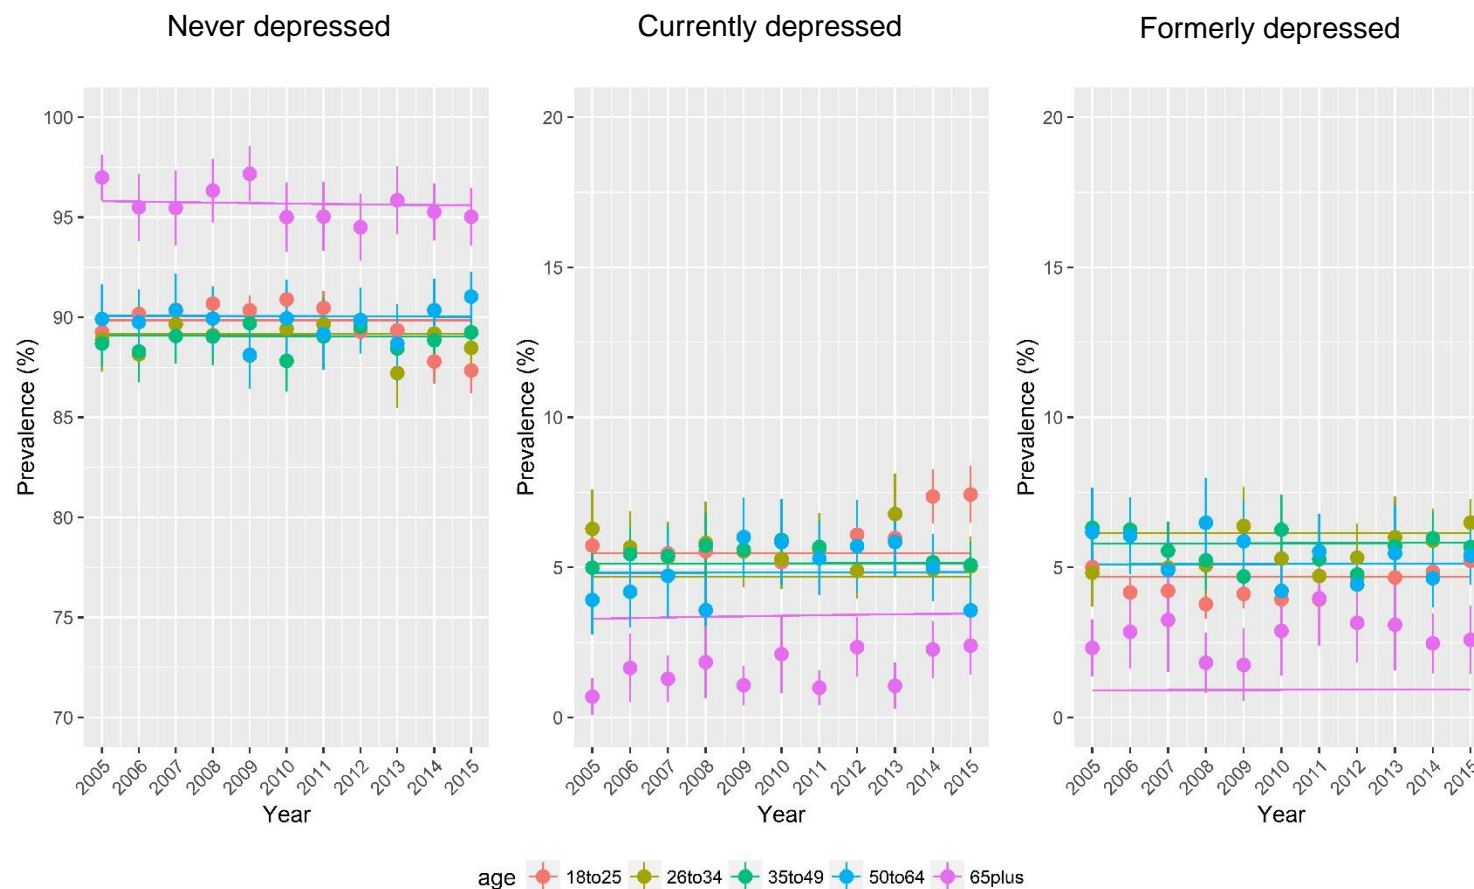 Never depressed
Currently depressed
Formerly depressed
100
95
90
85
80
75
70
Prevalence (%)
2005 2006 2007 2008 2009 2010 2011 2012 2013 2014 2015
Year
20
15
10
5
0
Prevalence (%)
2005 2006 2007 2008 2009 2010 2011 2012 2013 2014 2015
Year
20
15
10
5
0
Prevalence (%)
2005 2006 2007 2008 2009 2010 2011 2012 2013 2014 2015
Year
age 18to25 26to34 35to49 50to64 65plus